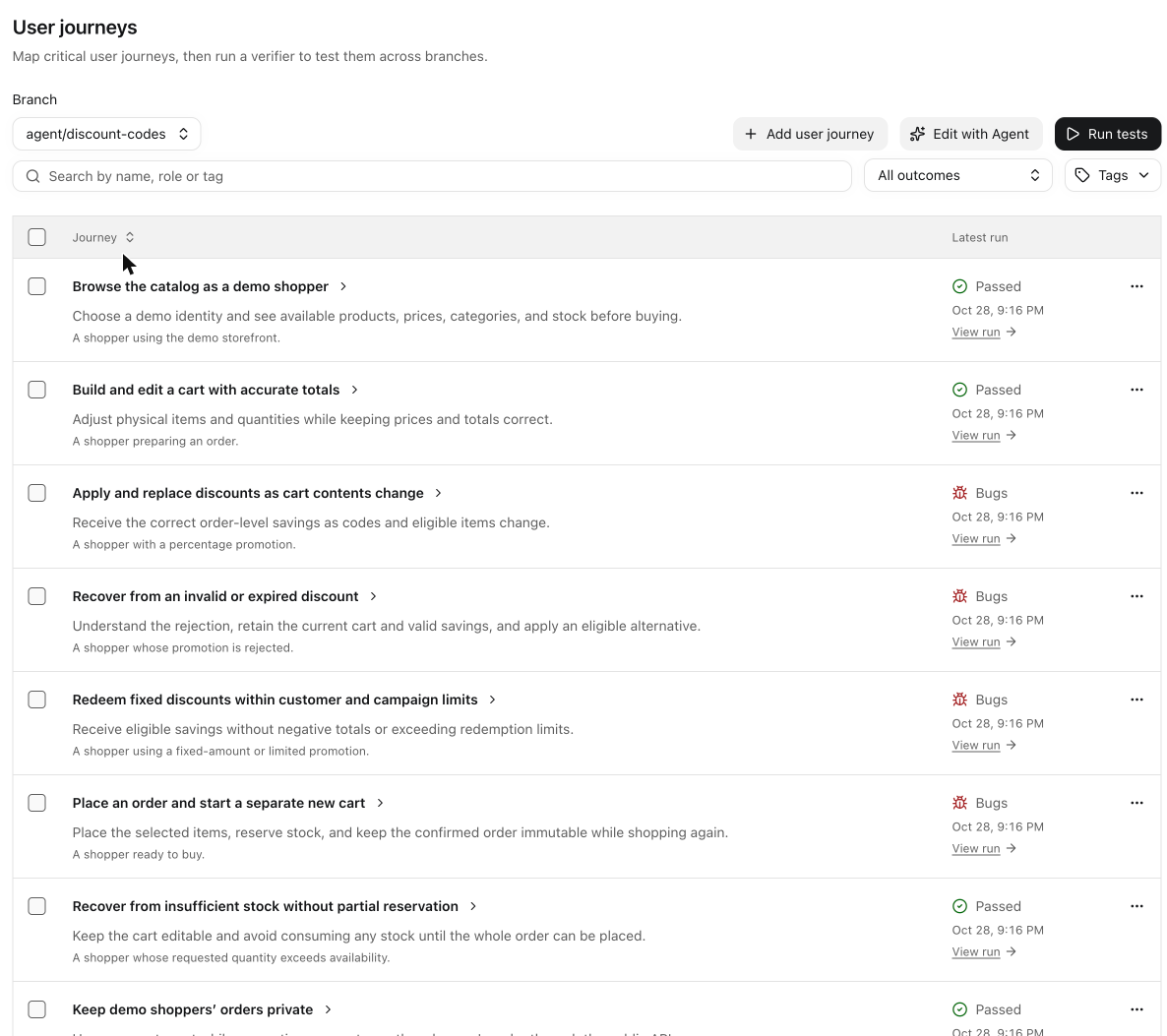 User journeys
Map critical user journeys, then run a verifier to test them across branches.
Branch
agent/discount-codes
Add user journey
Edit with Agent
Run tests
Search by name, role or tag
All outcomes
Tags
Journey
Latest run
Browse the catalog as a demo shopper
Passed
Choose a demo identity and see available products, prices, categories, and stock before buying.
Oct 28, 9:16 PM
A shopper using the demo storefront.
View run
Build and edit a cart with accurate totals
Passed
Adjust physical items and quantities while keeping prices and totals correct.
Oct 28, 9:16 PM
A shopper preparing an order.
View run
Apply and replace discounts as cart contents change
Bugs
Receive the correct order-level savings as codes and eligible items change.
Oct 28, 9:16 PM
A shopper with a percentage promotion.
View run
Recover from an invalid or expired discount
Bugs
Understand the rejection, retain the current cart and valid savings, and apply an eligible alternative.
Oct 28, 9:16 PM
A shopper whose promotion is rejected.
View run
Redeem fixed discounts within customer and campaign limits
Bugs
Receive eligible savings without negative totals or exceeding redemption limits.
Oct 28, 9:16 PM
A shopper using a fixed-amount or limited promotion.
View run
Place an order and start a separate new cart
Bugs
Place the selected items, reserve stock, and keep the confirmed order immutable while shopping again.
Oct 28, 9:16 PM
A shopper ready to buy.
View run
Recover from insufficient stock without partial reservation
Passed
Keep the cart editable and avoid consuming any stock until the whole order can be placed.
Oct 28, 9:16 PM
A shopper whose requested quantity exceeds availability.
View run
Keep demo shoppers’ orders private
Passed
Oct 28, 9:16 PM